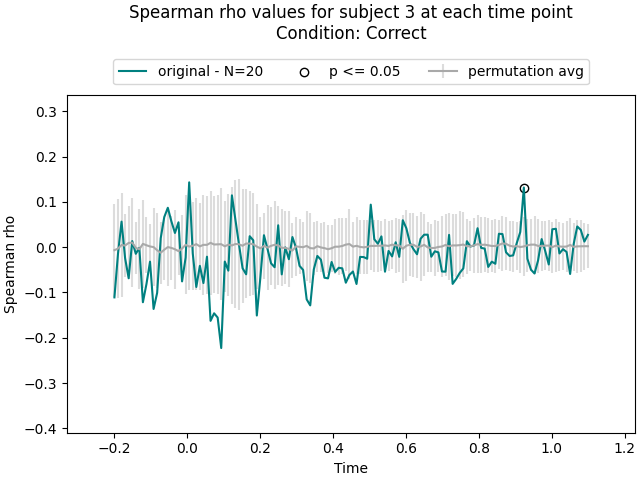 Spearman rho values for subject 3 at each time point
Condition: Correct
original - N=20
p <= 0.05
permutation avg
0.3
0.2
0.1
0.0
−0.1
−0.2
−0.3
−0.4
Spearman rho
−0.2
0.0
0.2
0.4
0.6
0.8
1.0
1.2
Time